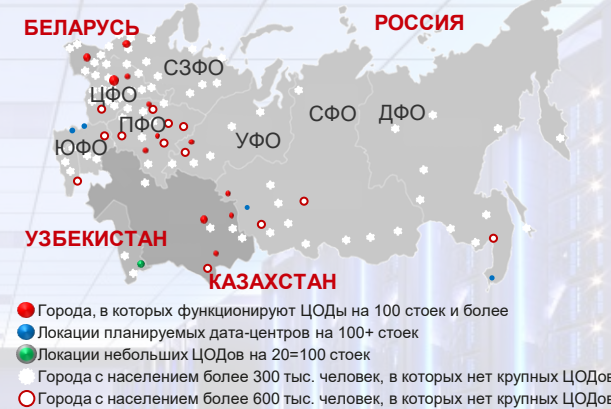 БЕЛАРУСЬ
РОССИЯ
СЗФО
ЦФО
СФО
ДФО
ПФО
УФО
ЮФО
УЗБЕКИСТАН
КАЗАХСТАН
Города, в которых функционируют ЦОДы на 100 стоек и более
Локации планируемых дата-центров на 100+ стоек
Локации небольших ЦОДов на 20=100 стоек
Города с населением более 300 тыс. человек, в которых нет крупных ЦОДов
Города с населением более 600 тыс. человек, в которых нет крупных ЦОДов